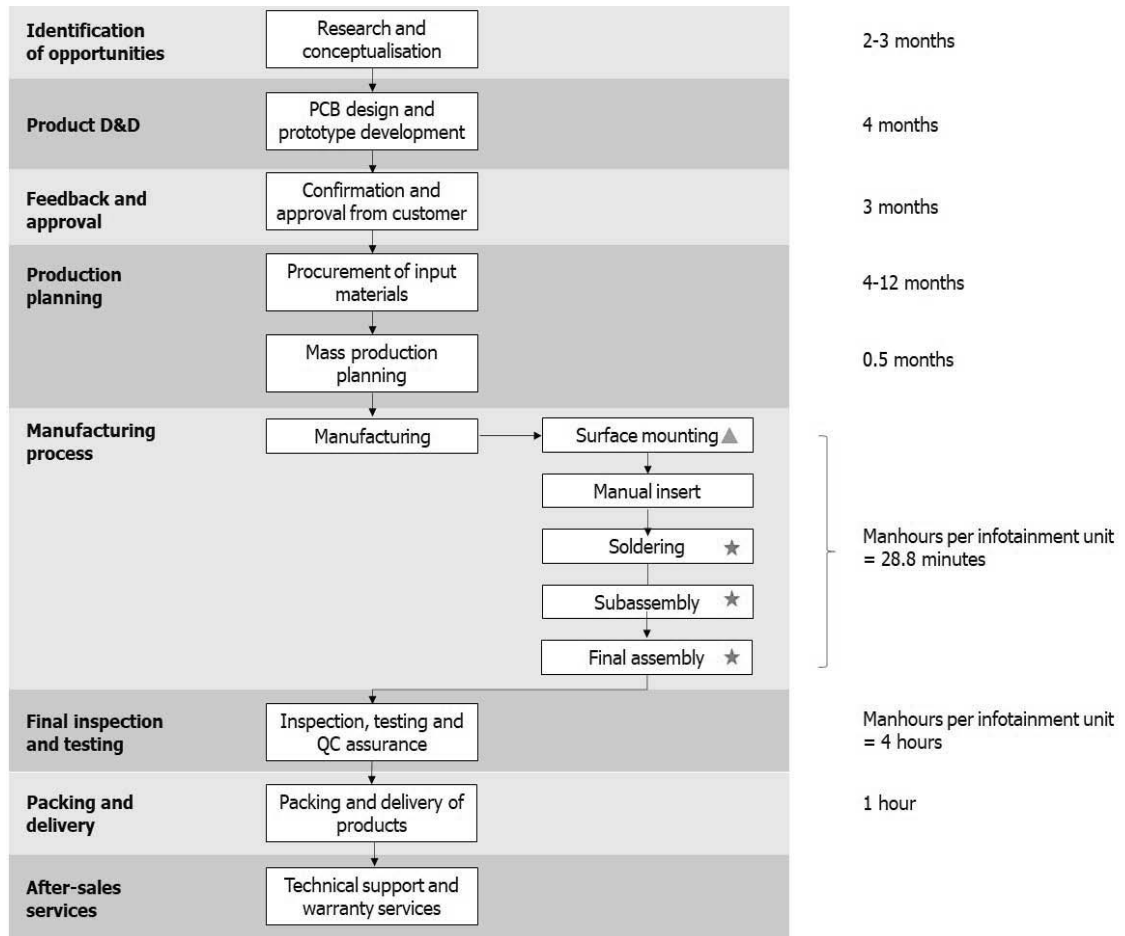 Identification
of opportunities
Research and
conceptualisation
2-3 months
Product D&D
PCB design and
prototype development
4 months
Feedback and
approval
Confirmation and
approval from customer
3 months
Production
planning
Procurement of input
materials
4-12 months
Mass production
planning
0.5 months
Manufacturing
process
Manufacturing
Surface mounting
Manual insert
Soldering
Subassembly
Final assembly
Manhours per infotainment unit
= 28.8 minutes
Final inspection
and testing
Inspection, testing and
QC assurance
Manhours per infotainment unit
= 4 hours
Packing and
delivery
Packing and delivery of
products
1 hour
After-sales
services
Technical support and
warranty services